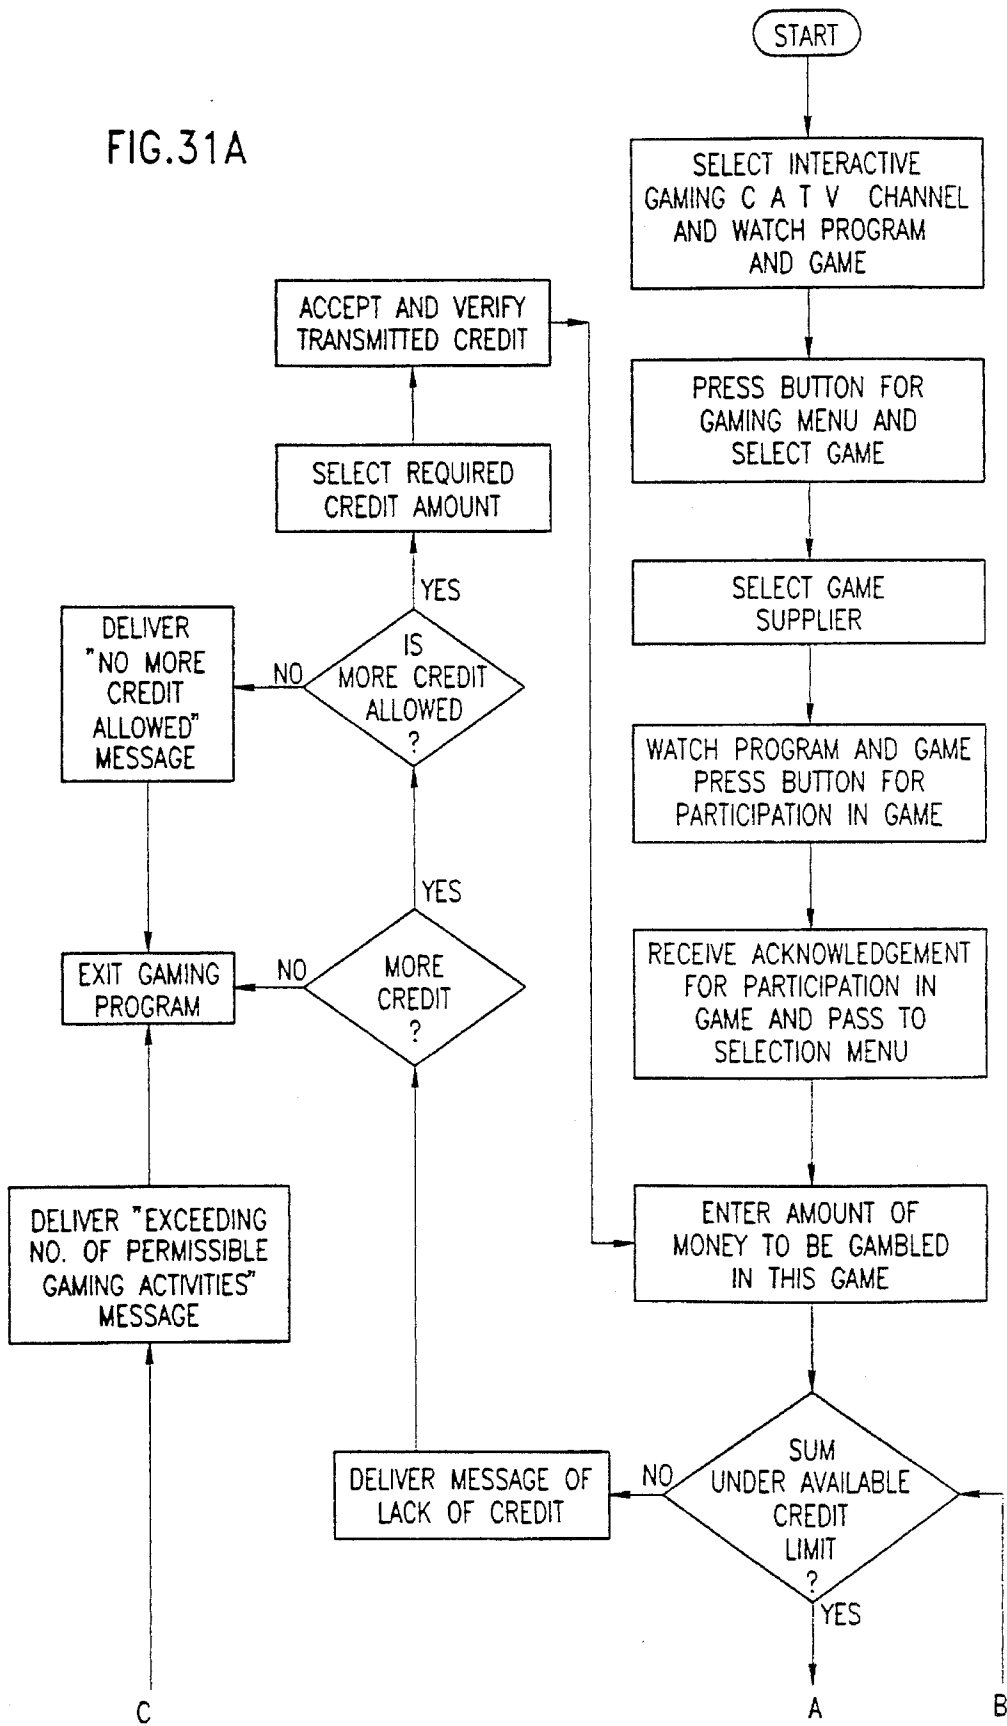 START
FIG.31A
SELECT INTERACTIVE
GAMING C A T V CHANNEL
AND WATCH PROGRAM
AND GAME
ACCEPT AND VERIFY
TRANSMITTED CREDIT
PRESS BUTTON FOR
GAMING MENU AND
SELECT GAME
SELECT REQUIRED
CREDIT AMOUNT
SELECT GAME
SUPPLIER
YES
DELIVER
"NO MORE
CREDIT
ALLOWED"
MESSAGE
NO
IS
MORE CREDIT
ALLOWED
?
WATCH PROGRAM AND GAME
PRESS BUTTON FOR
PARTICIPATION IN GAME
YES
EXIT GAMING
PROGRAM
NO
MORE
CREDIT
?
RECEIVE ACKNOWLEDGEMENT
FOR PARTICIPATION IN
GAME AND PASS TO
SELECTION MENU
DELIVER "EXCEEDING
NO. OF PERMISSIBLE
GAMING ACTIVITIES"
MESSAGE
ENTER AMOUNT OF
MONEY TO BE GAMBLED
IN THIS GAME
DELIVER MESSAGE OF
LACK OF CREDIT
NO
SUM
UNDER AVAILABLE
CREDIT
LIMIT
?
YES
C
A
B